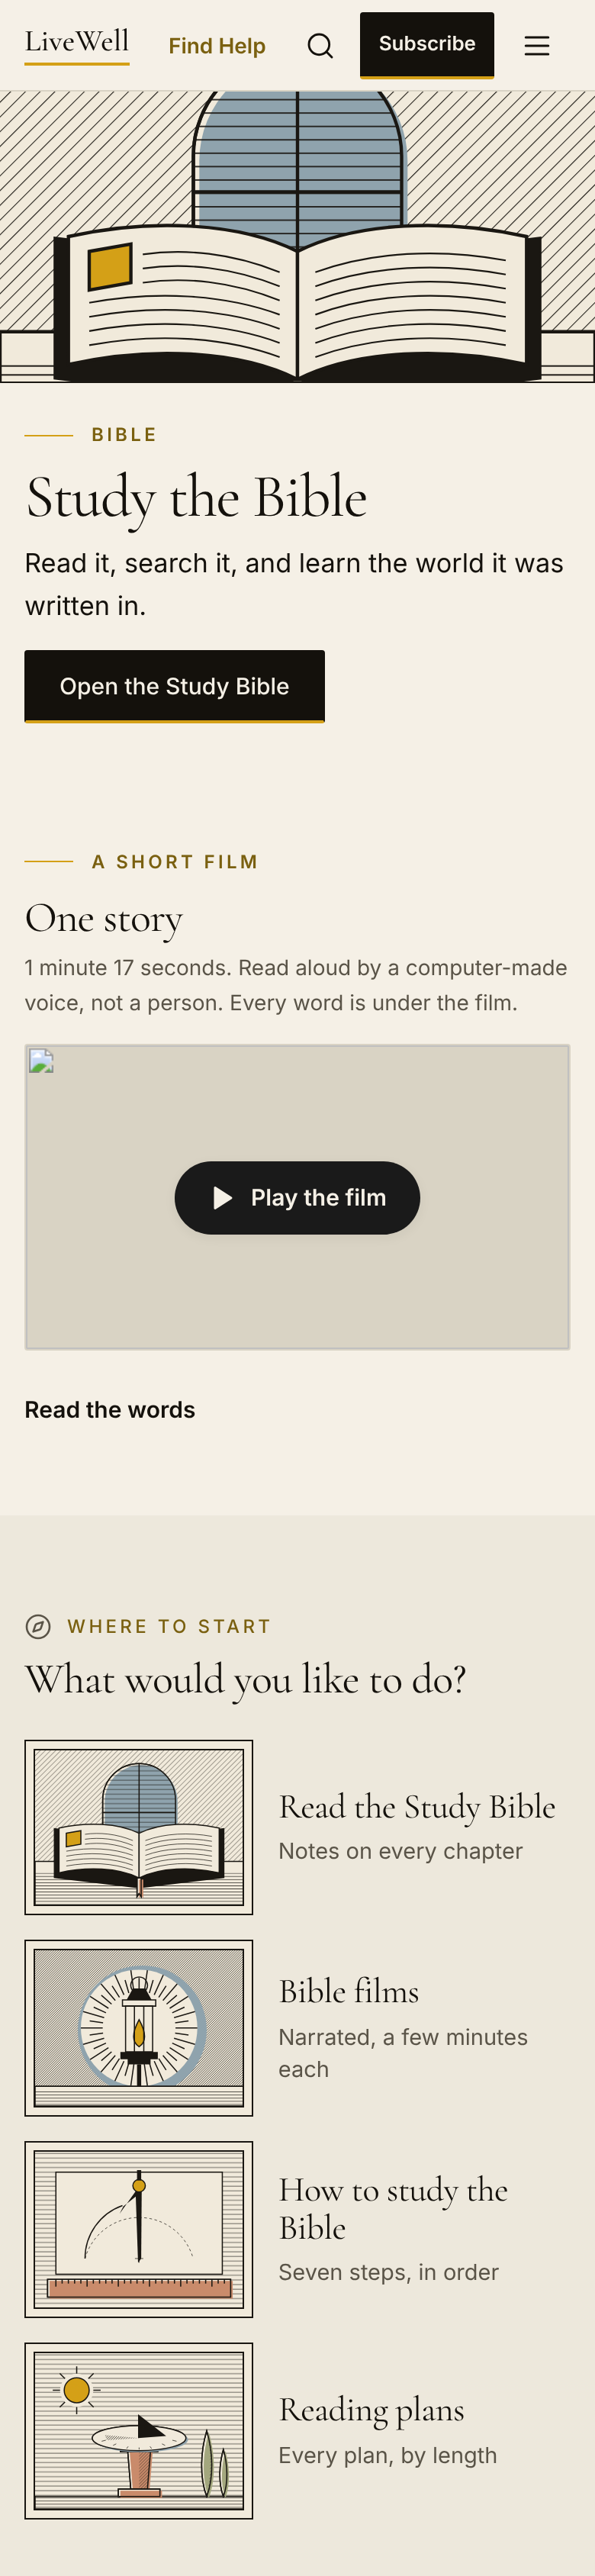 LiveWell
Find Help
Subscribe
BIBLE
Study the Bible
Read it, search it, and learn the world it was
written in.
Open the Study Bible
A SHORT FILM
One story
1 minute 17 seconds. Read aloud by a computer-made
voice, not a person. Every word is under the film.
Play the film
Read the words
WHERE TO START
What would you like to do?
Read the Study Bible
Notes on every chapter
Bible films
Narrated, a few minutes
each
How to study the
Bible
Seven steps, in order
Reading plans
Every plan, by length